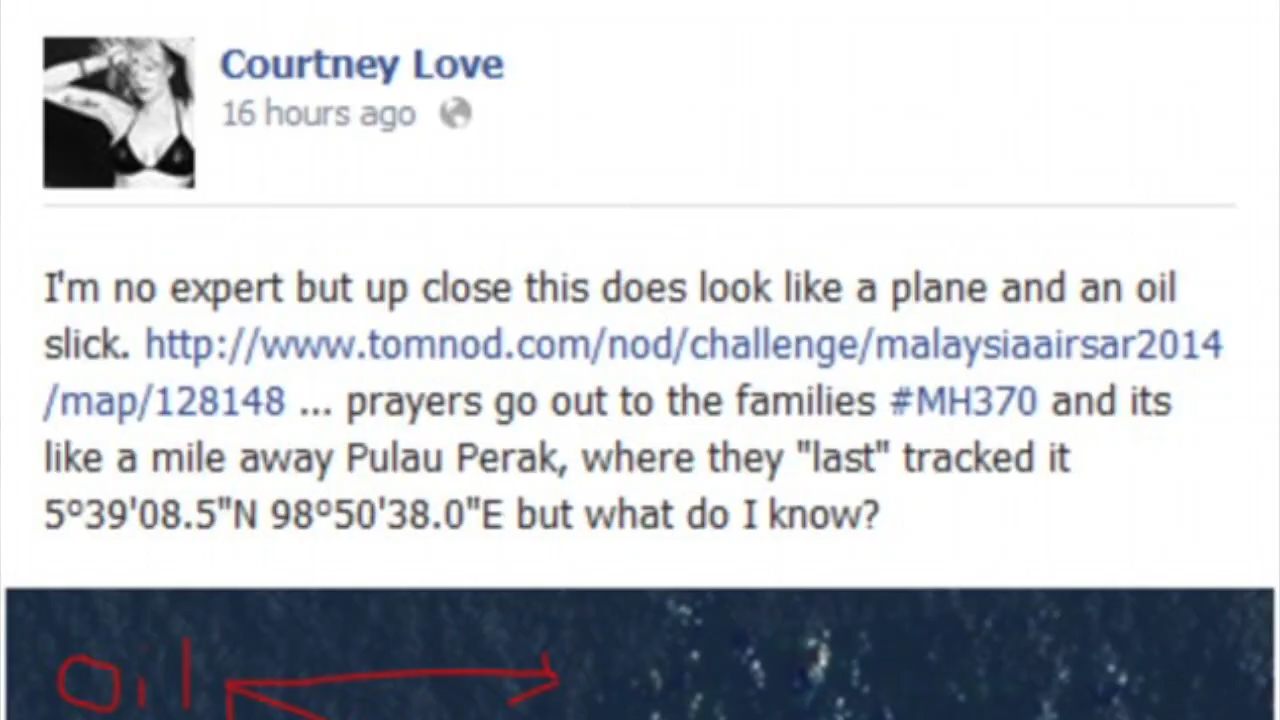 Courtney Love
16 hours ago
I'm no expert but up close this does look like a plane and an oil
slick. http://www.tomnod.com/nod/challenge/malaysiaairsar2014
/map/128148 ... prayers go out to the families #MH370 and its
like a mile away Pulau Perak, where they "last" tracked it
5°39'08.5"N 98°50'38.0"E but what do I know?
Oil